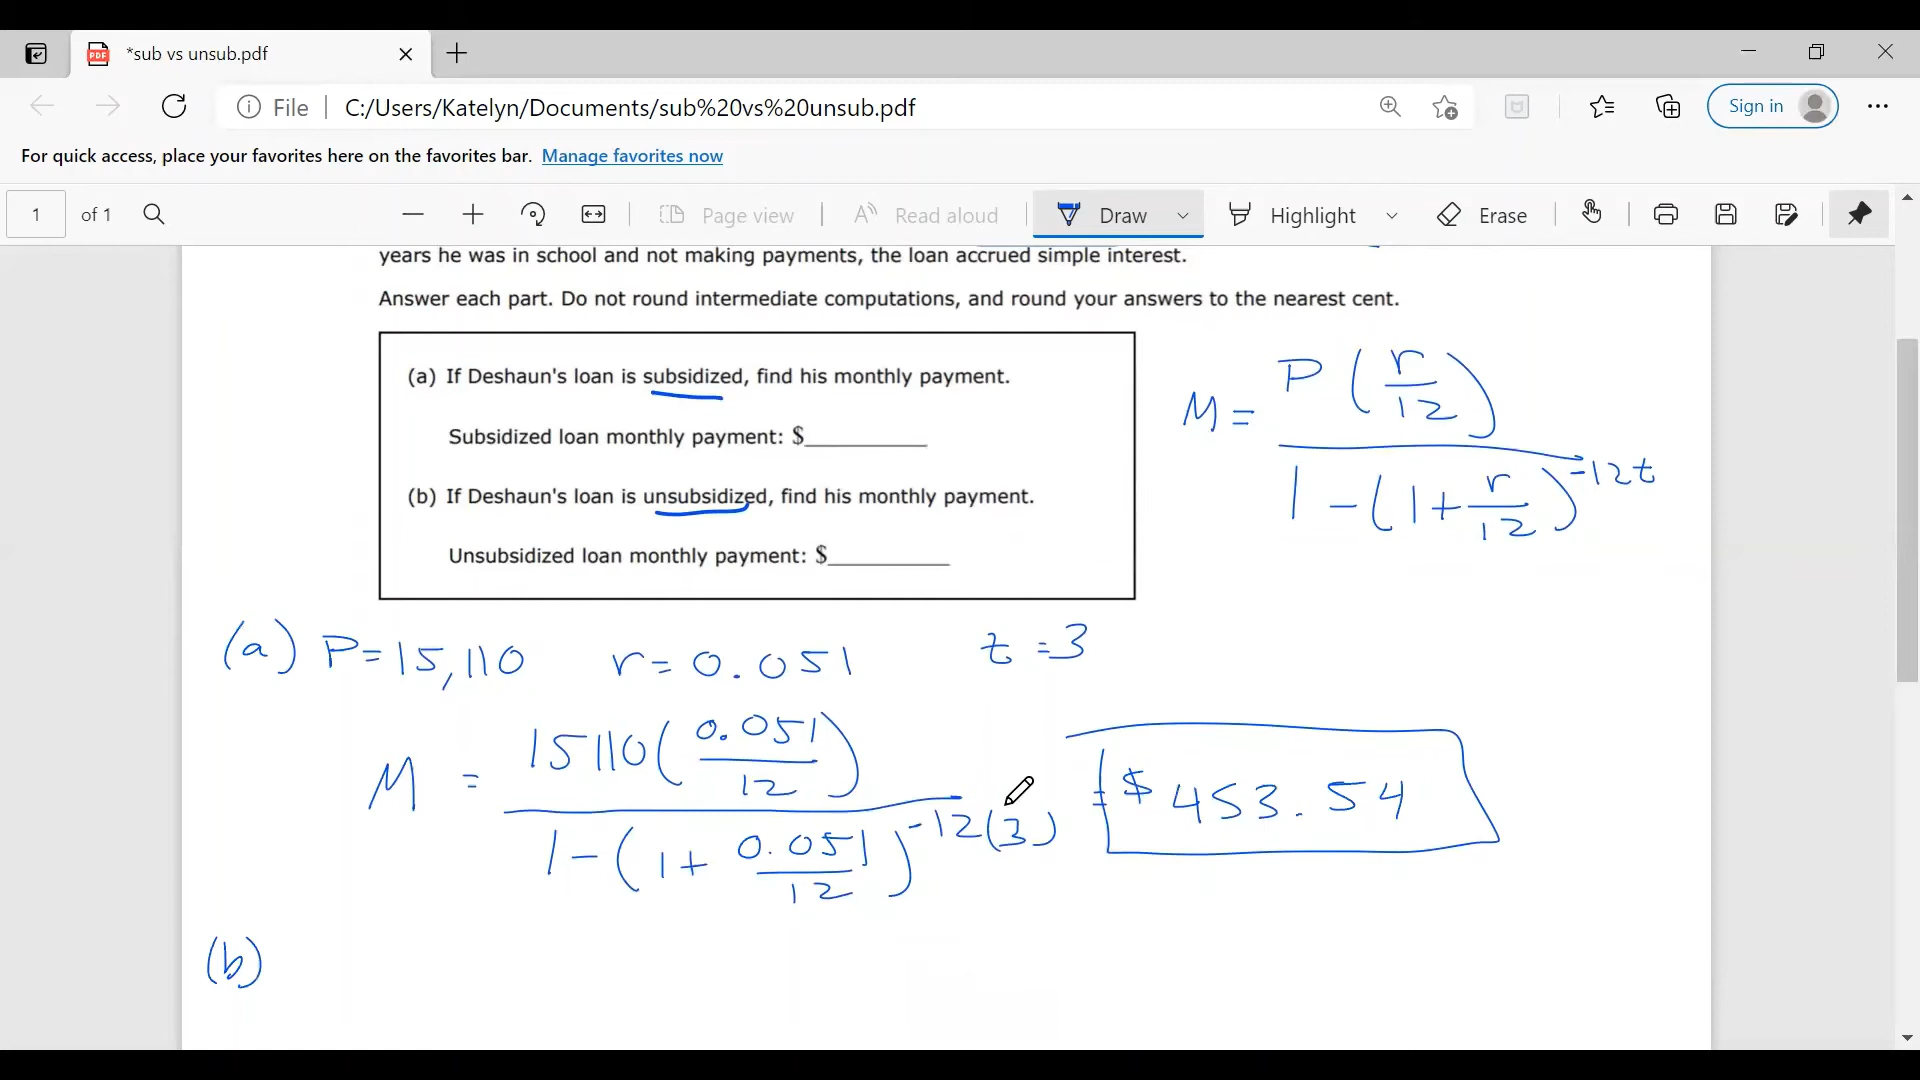 *sub vs unsub.pdf
File | C:/Users/Katelyn/Documents/sub%20vs%20unsub.pdf
Sign in
For quick access, place your favorites here on the favorites bar. Manage favorites now
1 of 1 Page view Read aloud Draw Highlight Erase
years he was in school and not making payments, the loan accrued simple interest.
Answer each part. Do not round intermediate computations, and round your answers to the nearest cent.
(a) If Deshaun's loan is subsidized, find his monthly payment.
Subsidized loan monthly payment: $
(b) If Deshaun's loan is unsubsidized, find his monthly payment.
Unsubsidized loan monthly payment: $
M = P (r/12) / 1 - (1 + r/12)^-12t
(a) P = 15,110 r = 0.051 t = 3
M = 15110 (0.051/12) / 1 - (1 + 0.051/12)^-12(3) = $453.54
(b)